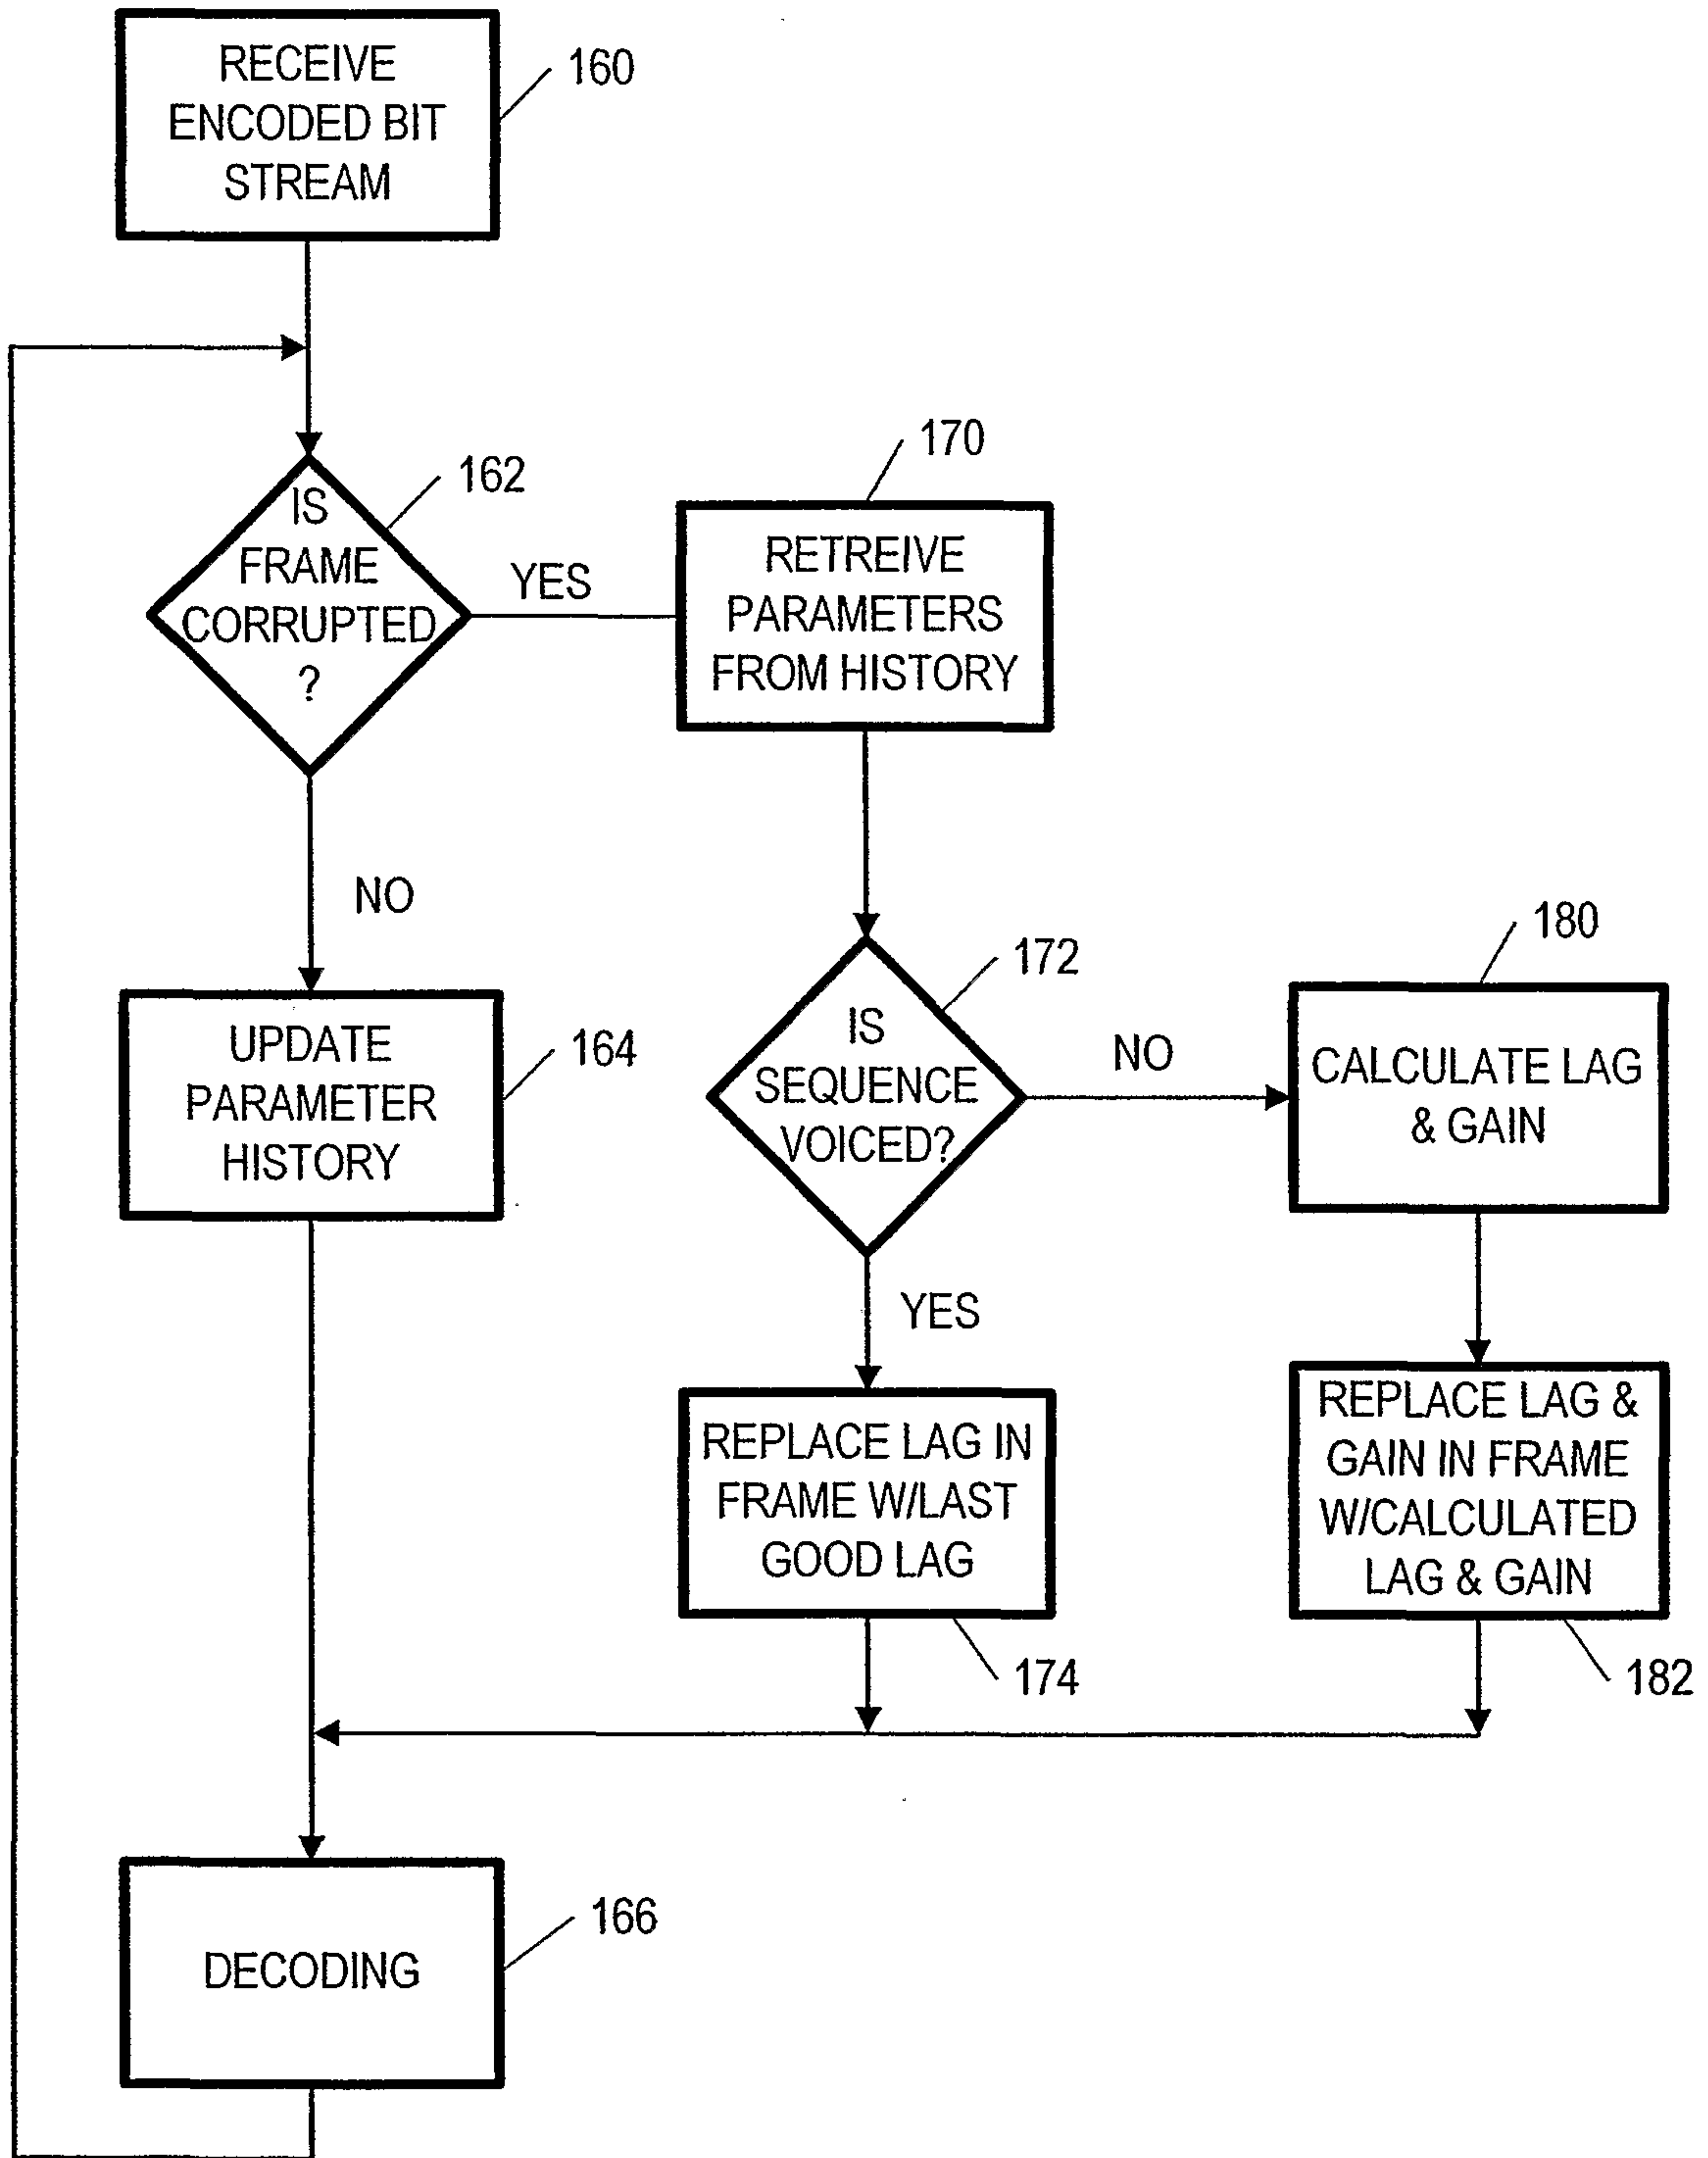 RECEIVE
ENCODED BIT
STREAM
160
IS
FRAME
CORRUPTED
?
162
YES
NO
170
RETREIVE
PARAMETERS
FROM HISTORY
UPDATE
PARAMETER
HISTORY
164
172
IS
SEQUENCE
VOICED?
NO
YES
180
CALCULATE LAG
& GAIN
REPLACE LAG IN
FRAME W/LAST
GOOD LAG
174
REPLACE LAG &
GAIN IN FRAME
W/CALCULATED
LAG & GAIN
182
DECODING
166